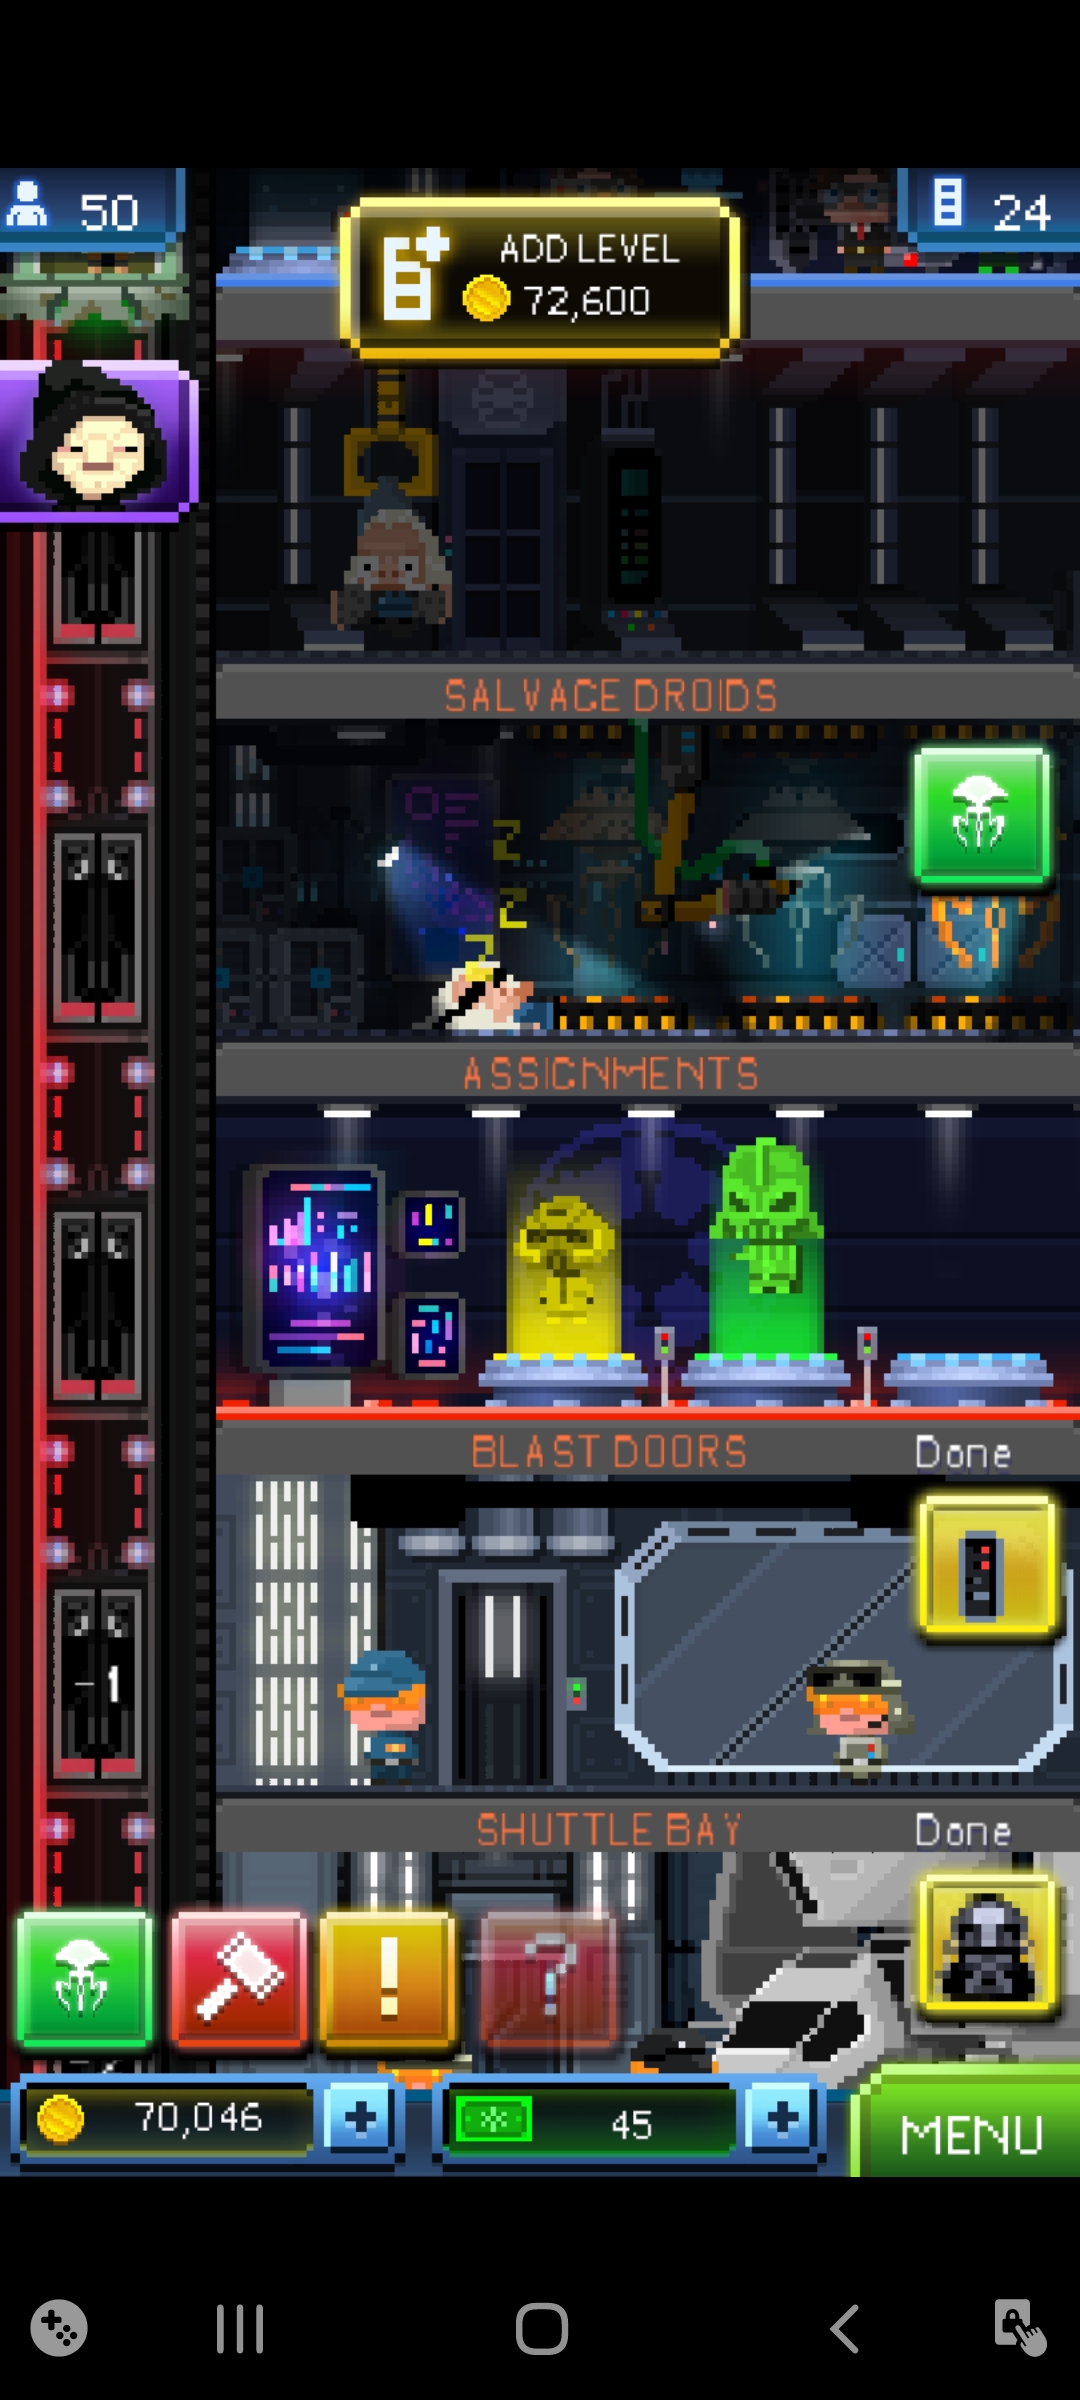 50
24
ADD LEVEL
72,600
SALVAGE DROIDS
ASSIGNMENTS
BLAST DOORS
Done
-1
SHUTTLE BAY
Done
70,046
45
MENU